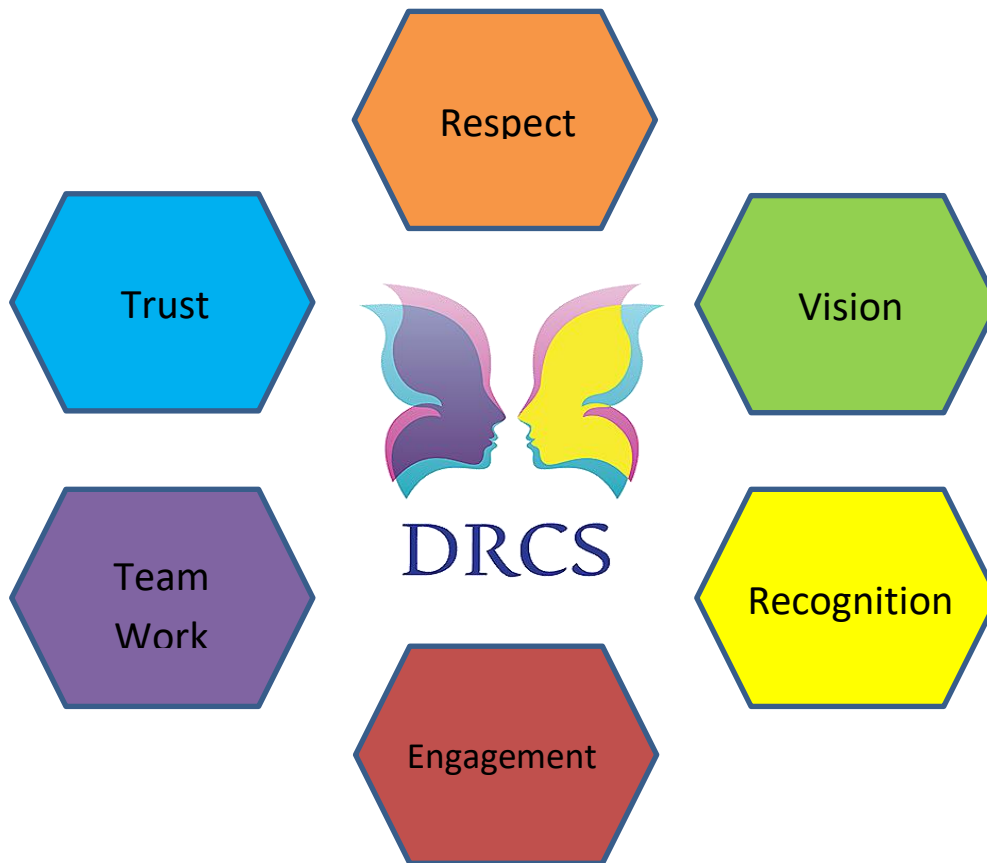 Respect
Trust
Vision
DRCS
Team
Work
Recognition
Engagement